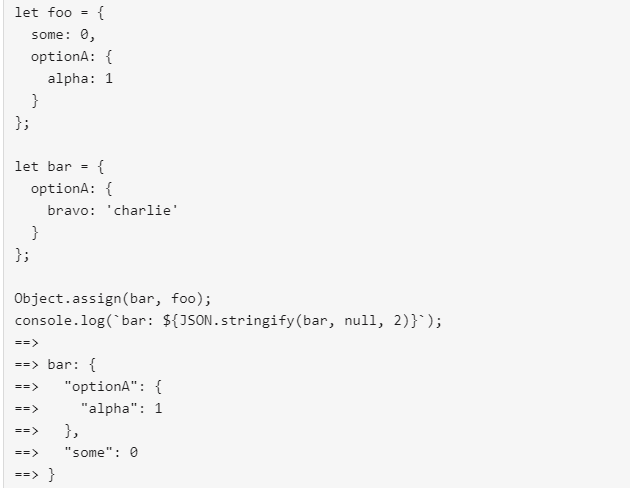 let foo = {
  some: 0,
  optionA: {
    alpha: 1
  }
};

let bar = {
  optionA: {
    bravo: 'charlie'
  }
};

Object.assign(bar, foo);
console.log(`bar: ${JSON.stringify(bar, null, 2)}`);
==>
==> bar: {
==>   "optionA": {
==>     "alpha": 1
==>   },
==>   "some": 0
==> }